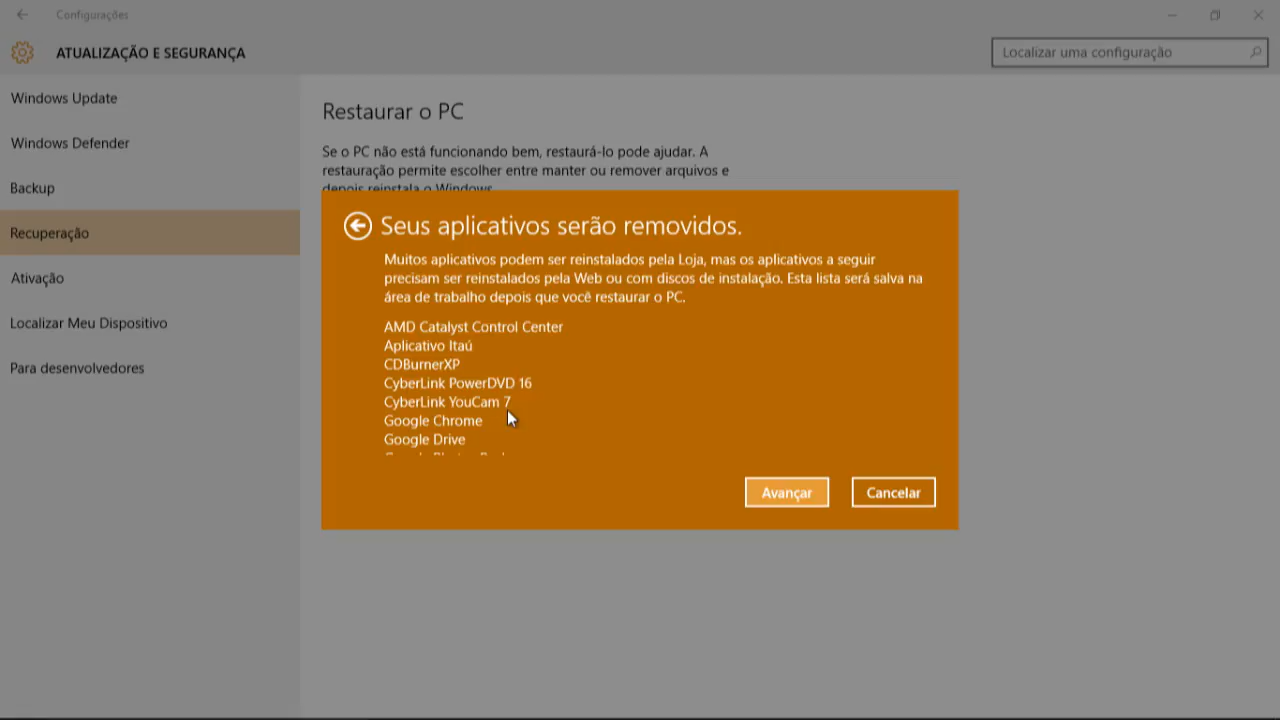 Configurações
ATUALIZAÇÃO E SEGURANÇA
Localizar uma configuração
Windows Update
Windows Defender
Backup
Recuperação
Ativação
Localizar Meu Dispositivo
Para desenvolvedores
Restaurar o PC
Se o PC não está funcionando bem, restaurá-lo pode ajudar. A
restauração permite escolher entre manter ou remover arquivos e
depois reinstala o Windows.
Seus aplicativos serão removidos.
Muitos aplicativos podem ser reinstalados pela Loja, mas os aplicativos a seguir
precisam ser reinstalados pela Web ou com discos de instalação. Esta lista será salva na
área de trabalho depois que você restaurar o PC.
AMD Catalyst Control Center
Aplicativo Itaú
CDBurnerXP
CyberLink PowerDVD 16
CyberLink YouCam 7
Google Chrome
Google Drive
Avançar
Cancelar